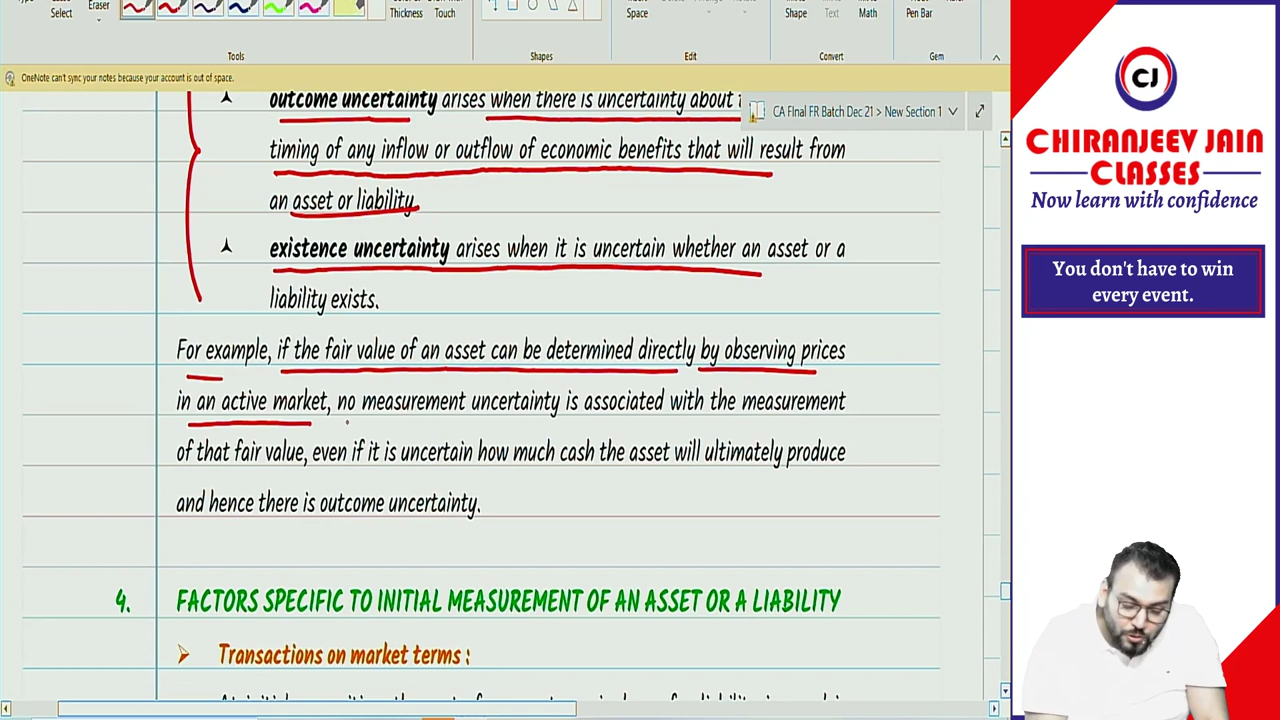 Eraser
Select
Thickness
Touch
Space
Shape
Text
Math
Pen Bar
Tools
Shapes
Edit
Convert
Gem
OneNote can't sync your notes because your account is out of space.
CA FInal FR Batch Dec 21 > New Section 1
outcome uncertainty arises when there is uncertainty about
timing of any inflow or outflow of economic benefits that will result from
an asset or liability.
existence uncertainty arises when it is uncertain whether an asset or a
liability exists.
For example, if the fair value of an asset can be determined directly by observing prices
in an active market, no measurement uncertainty is associated with the measurement
of that fair value, even if it is uncertain how much cash the asset will ultimately produce
and hence there is outcome uncertainty.
4. FACTORS SPECIFIC TO INITIAL MEASUREMENT OF AN ASSET OR A LIABILITY
Transactions on market terms :
CJ
CHIRANJEEV JAIN
CLASSES
Now learn with confidence
You don't have to win
every event.